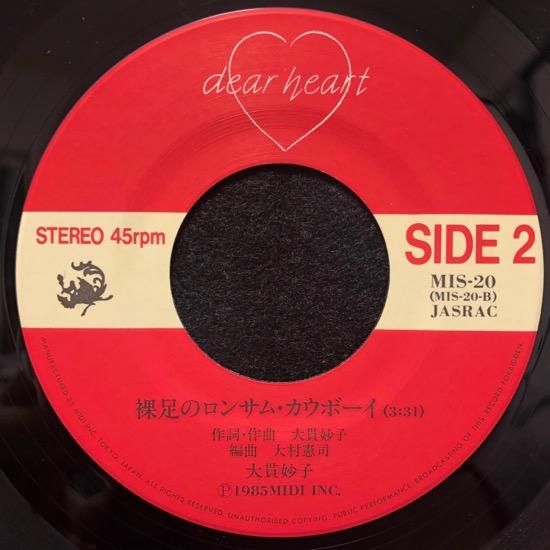 dear heart
STEREO 45rpm
SIDE 2
MIS-20
(MIS-20-B)
JASRAC
裸足のロンサム・カウボーイ (3:31)
作詞・作曲 大貫妙子
編曲 大村憲司
大貫妙子
Ⓟ1985MIDI INC.
MANUFACTURED BY MIDI INC. TOKYO, JAPAN. ALL RIGHTS RESERVED. UNAUTHORISED COPYING, PUBLIC PERFORMANCE, BROADCASTING OF THIS RECORD FORBIDDEN.